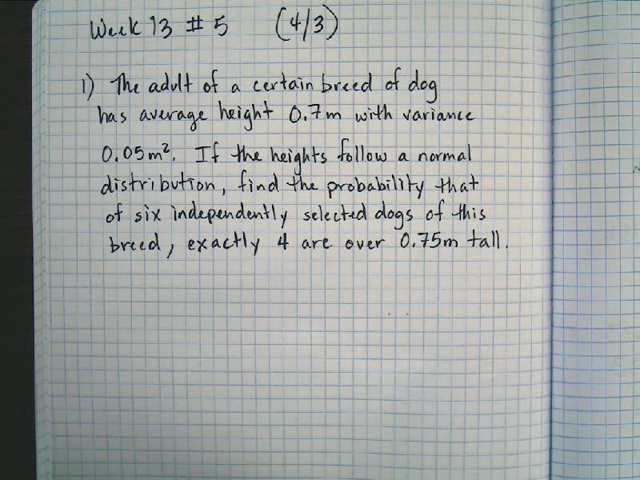 Week 13 # 5 (4/3)
1) The adult of a certain breed of dog
has average height 0.7m with variance
0.05m². If the heights follow a normal
distribution, find the probability that
of six independently selected dogs of this
breed, exactly 4 are over 0.75m tall.